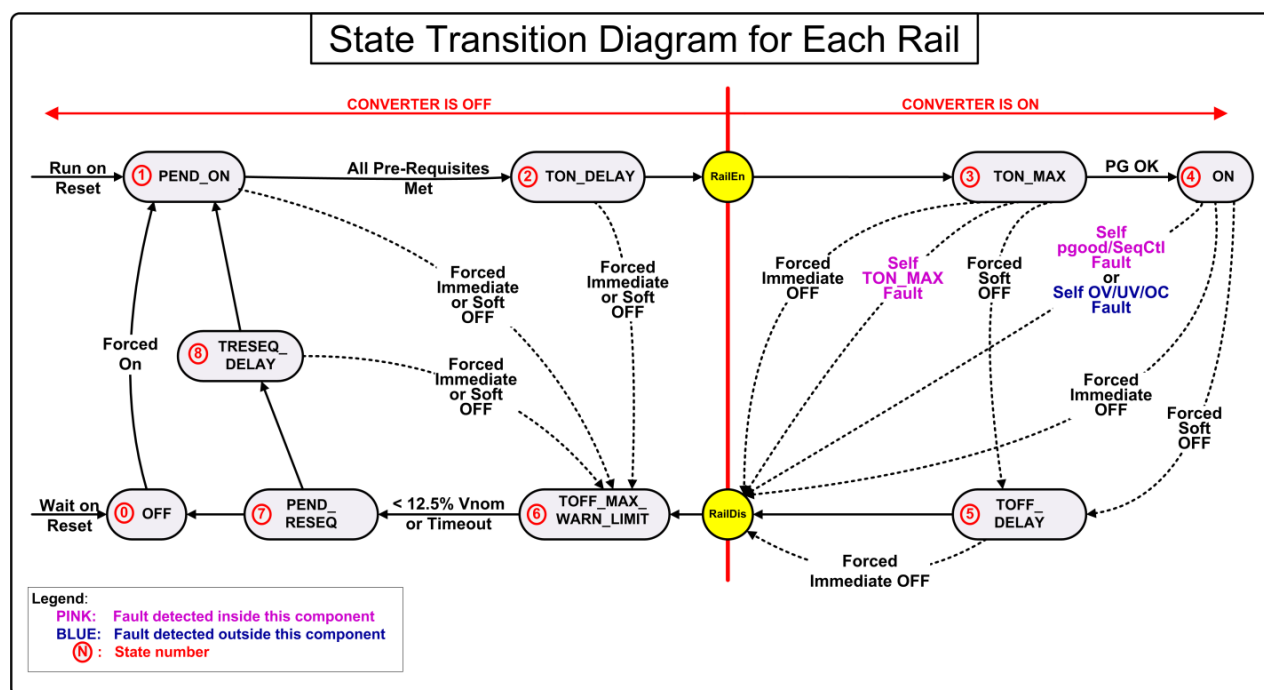 State Transition Diagram for Each Rail
CONVERTER IS OFF
CONVERTER IS ON
Run on
Reset
1
PEND_ON
All Pre-Requisites
Met
2
TON_DELAY
RailEn
3
TON_MAX
PG OK
4
ON
Forced
Immediate
or Soft
OFF
Forced
Immediate
or Soft
OFF
Forced
Immediate
OFF
Self
TON_MAX
Fault
Forced
Soft
OFF
Self
pgood/SeqCtl
Fault
or
Self OV/UV/OC
Fault
Forced
On
8
TRESEQ_
DELAY
Forced
Immediate
or Soft
OFF
Forced
Immediate
OFF
Forced
Soft
OFF
Wait on
Reset
0
OFF
7
PEND_
RESEQ
< 12.5% Vnom
or Timeout
6
TOFF_MAX_
WARN_LIMIT
RailDis
5
TOFF_
DELAY
Forced
Immediate OFF
Legend:
PINK: Fault detected inside this component
BLUE: Fault detected outside this component
N : State number